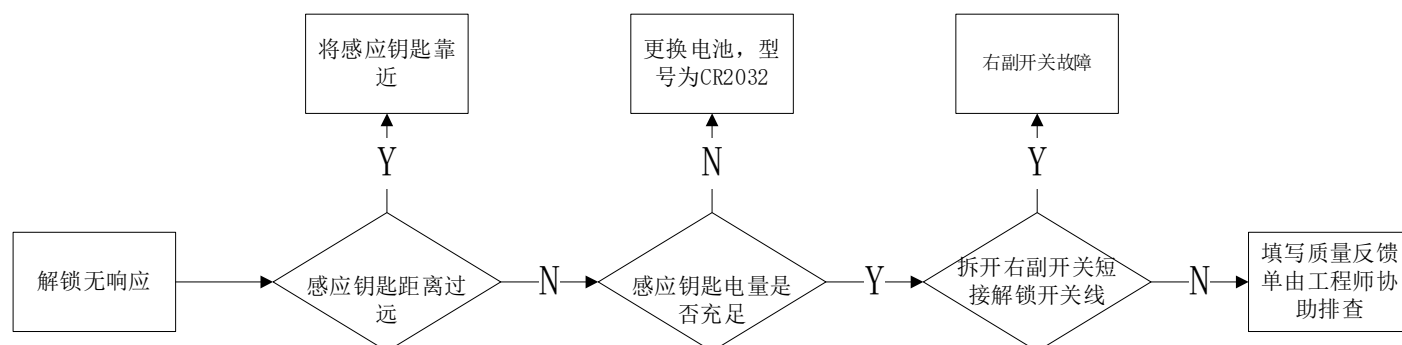 将感应钥匙靠
近
更换电池，型
号为CR2032
右副开关故障
Y
N
Y
解锁无响应
感应钥匙距离过
远
N
感应钥匙电量是
否充足
Y
拆开右副开关短
接解锁开关线
N
填写质量反馈
单由工程师协
助排查